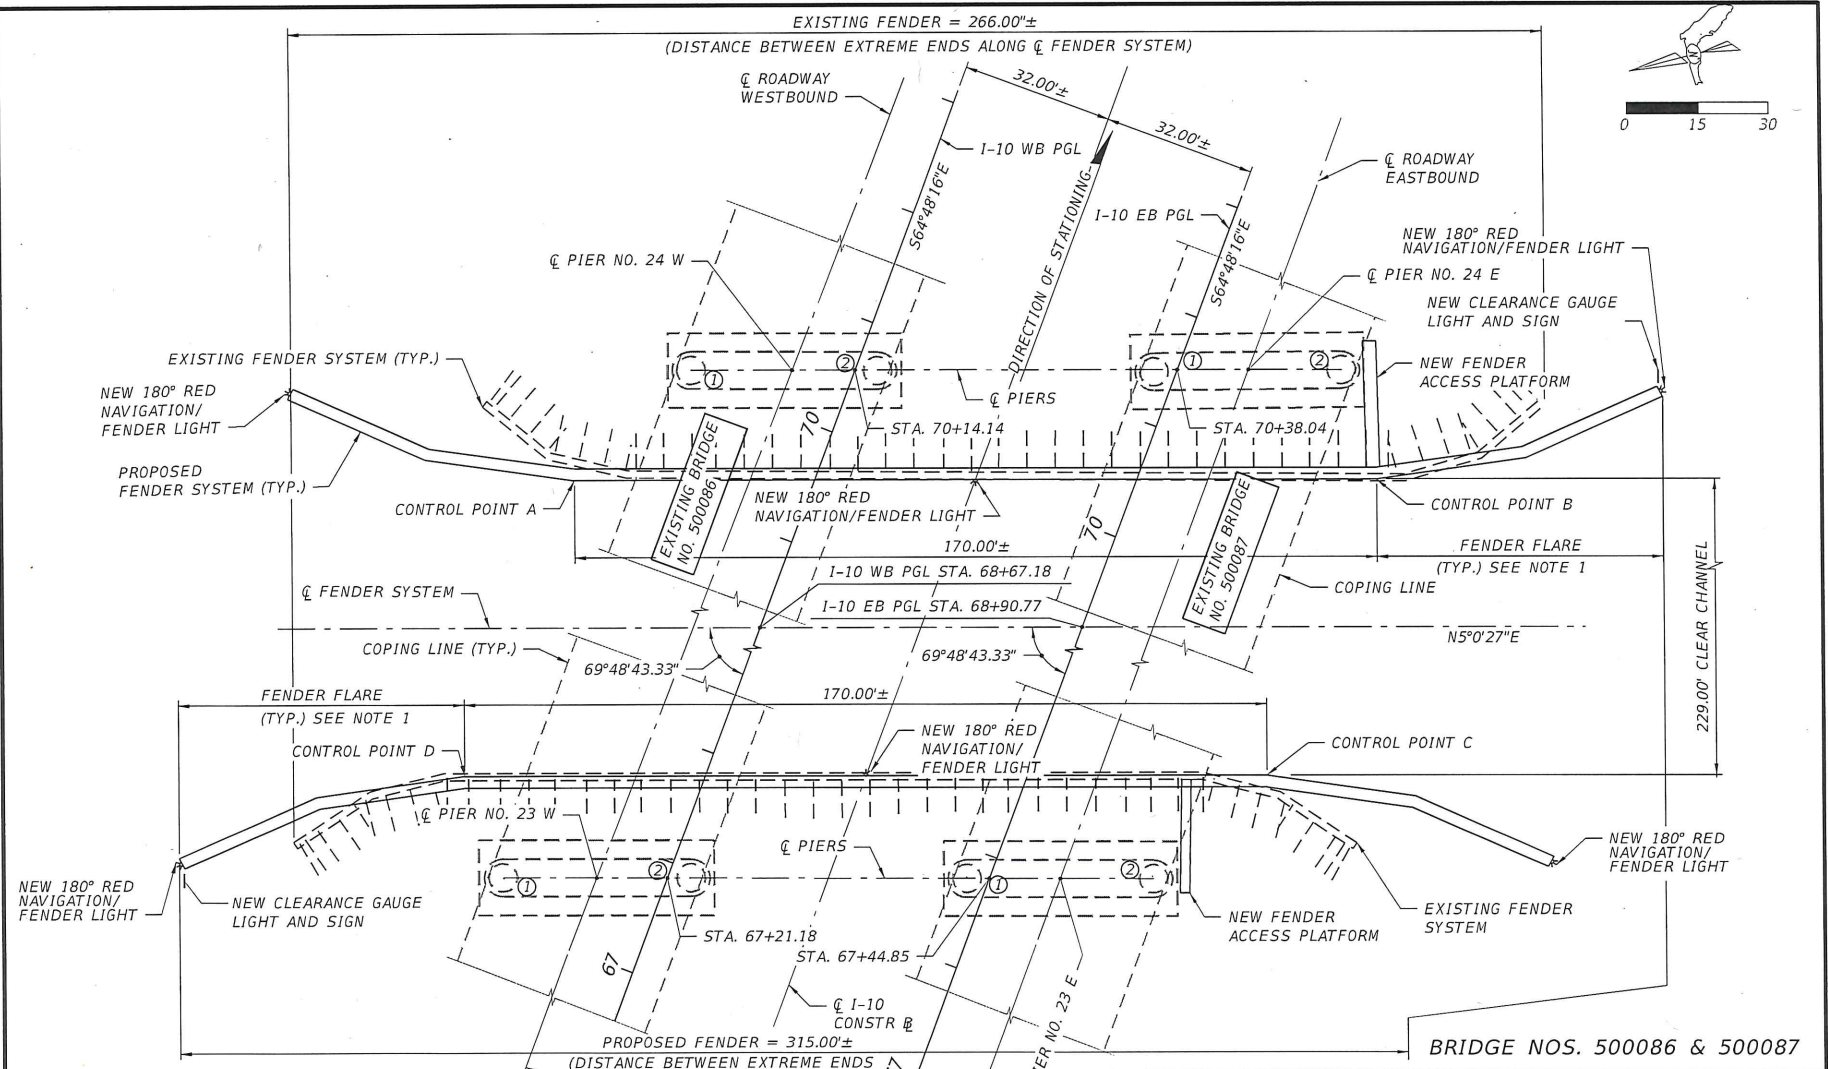 EXISTING FENDER = 266.00"±
(DISTANCE BETWEEN EXTREME ENDS ALONG ℄ FENDER SYSTEM)
N
0 15 30
℄ ROADWAY
WESTBOUND
32.00'±
32.00'±
I-10 WB PGL
S64°48'16"E
DIRECTION OF STATIONING
℄ ROADWAY
EASTBOUND
I-10 EB PGL
S64°48'16"E
NEW 180° RED
NAVIGATION/FENDER LIGHT
℄ PIER NO. 24 W
℄ PIER NO. 24 E
NEW CLEARANCE GAUGE
LIGHT AND SIGN
EXISTING FENDER SYSTEM (TYP.)
1
2
1
2
NEW FENDER
ACCESS PLATFORM
NEW 180° RED
NAVIGATION/
FENDER LIGHT
℄ PIERS
70
STA. 70+14.14
STA. 70+38.04
PROPOSED
FENDER SYSTEM (TYP.)
CONTROL POINT A
EXISTING BRIDGE
NO. 500086
NEW 180° RED
NAVIGATION/FENDER LIGHT
70
EXISTING BRIDGE
NO. 500087
CONTROL POINT B
170.00'±
FENDER FLARE
(TYP.) SEE NOTE 1
I-10 WB PGL STA. 68+67.18
I-10 EB PGL STA. 68+90.77
℄ FENDER SYSTEM
COPING LINE
N5°0'27"E
229.00' CLEAR CHANNEL
COPING LINE (TYP.)
69°48'43.33"
69°48'43.33"
FENDER FLARE
(TYP.) SEE NOTE 1
170.00'±
CONTROL POINT D
NEW 180° RED
NAVIGATION/
FENDER LIGHT
CONTROL POINT C
℄ PIER NO. 23 W
℄ PIERS
1
2
1
2
NEW 180° RED
NAVIGATION/
FENDER LIGHT
NEW 180° RED
NAVIGATION/
FENDER LIGHT
NEW CLEARANCE GAUGE
LIGHT AND SIGN
STA. 67+21.18
STA. 67+44.85
NEW FENDER
ACCESS PLATFORM
EXISTING FENDER
SYSTEM
67
℄ I-10
CONSTR ℄
ER NO. 23 E
PROPOSED FENDER = 315.00'±
(DISTANCE BETWEEN EXTREME ENDS
BRIDGE NOS. 500086 & 500087